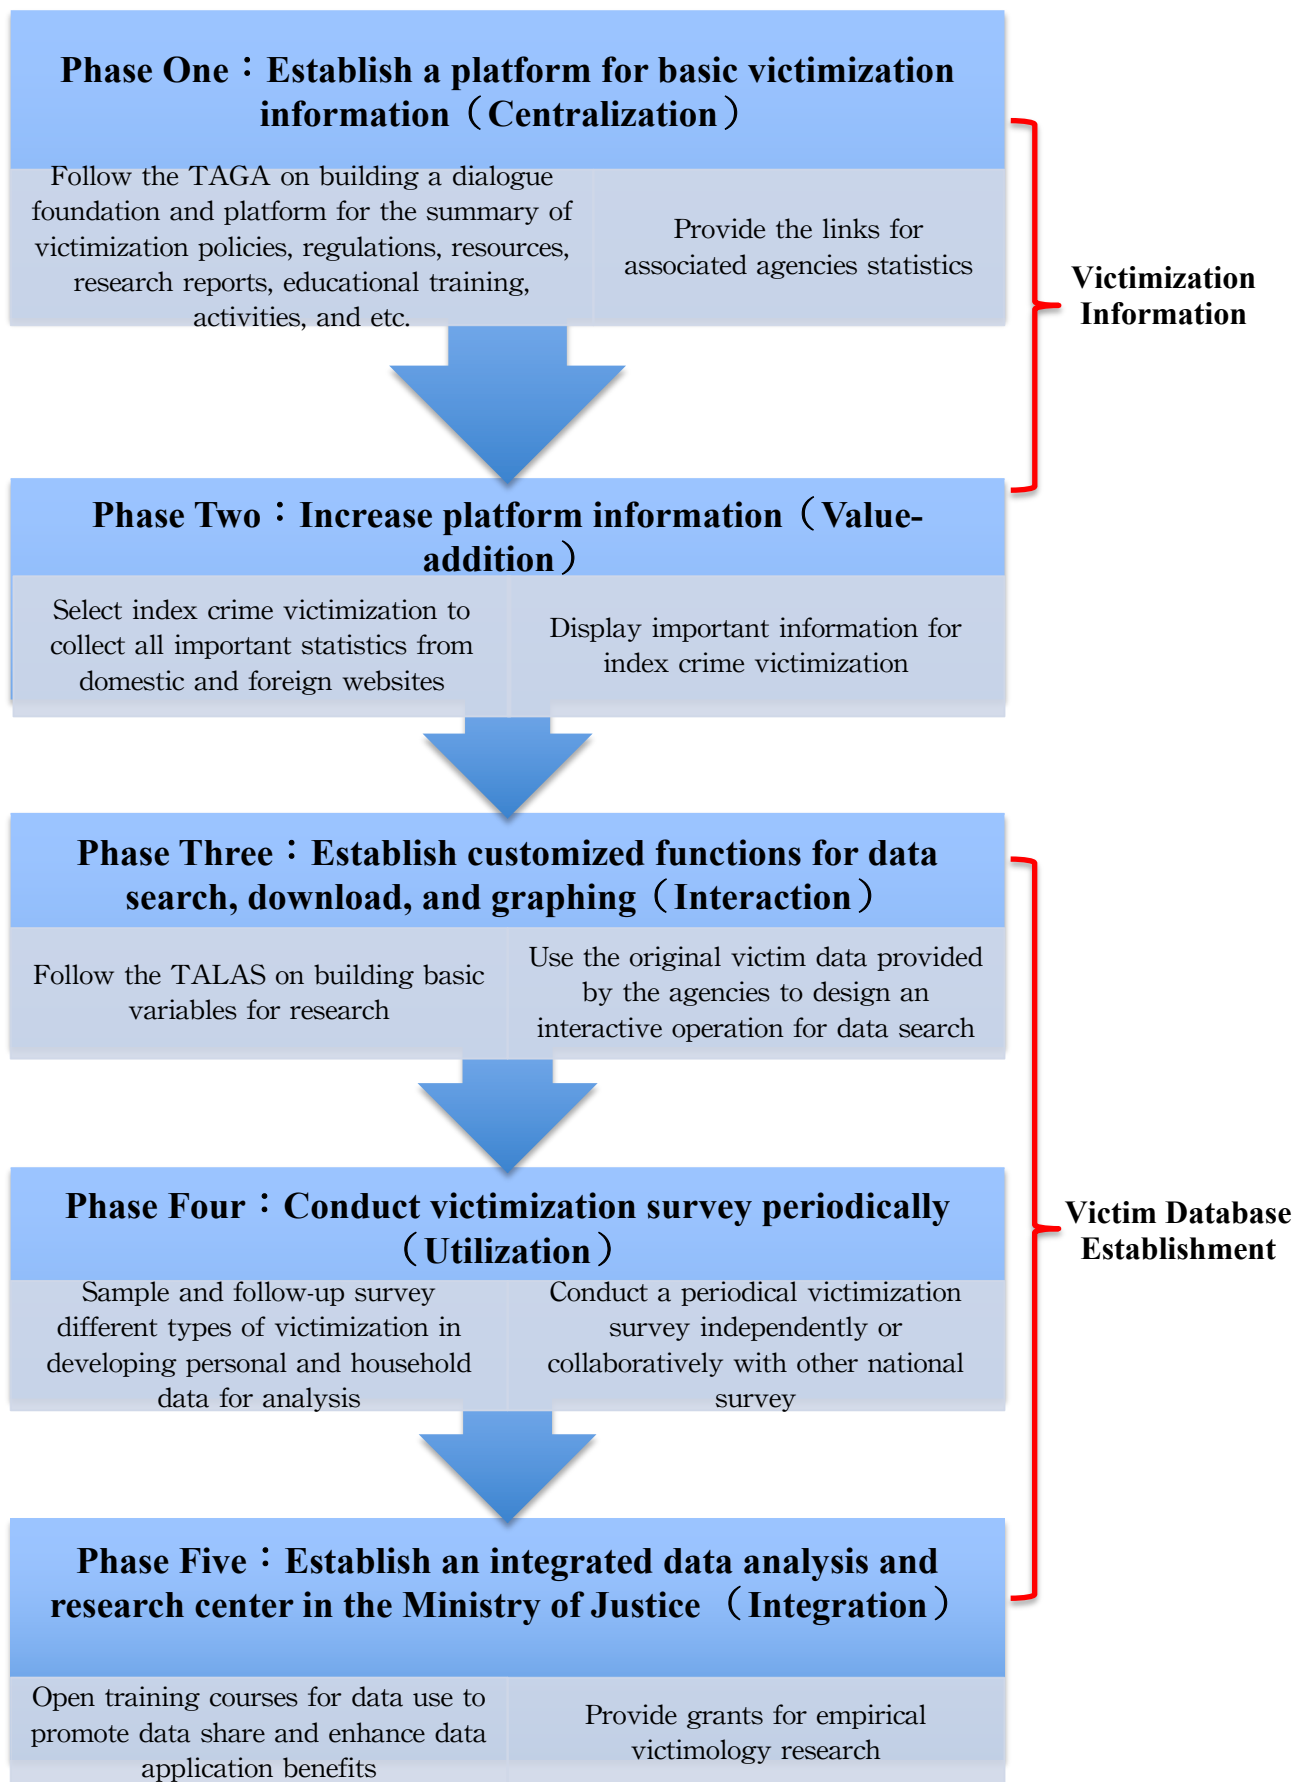 Phase One：Establish a platform for basic victimization
information（Centralization）
Follow the TAGA on building a dialogue
foundation and platform for the summary of
victimization policies, regulations, resources,
research reports, educational training,
activities, and etc.
Provide the links for
associated agencies statistics
Victimization
Information
Phase Two：Increase platform information（Value-
addition）
Select index crime victimization to
collect all important statistics from
domestic and foreign websites
Display important information for
index crime victimization
Phase Three：Establish customized functions for data
search, download, and graphing（Interaction）
Follow the TALAS on building basic
variables for research
Use the original victim data provided
by the agencies to design an
interactive operation for data search
Phase Four：Conduct victimization survey periodically
（Utilization）
Sample and follow-up survey
different types of victimization in
developing personal and household
data for analysis
Conduct a periodical victimization
survey independently or
collaboratively with other national
survey
Victim Database
Establishment
Phase Five：Establish an integrated data analysis and
research center in the Ministry of Justice （Integration）
Open training courses for data use to
promote data share and enhance data
application benefits
Provide grants for empirical
victimology research